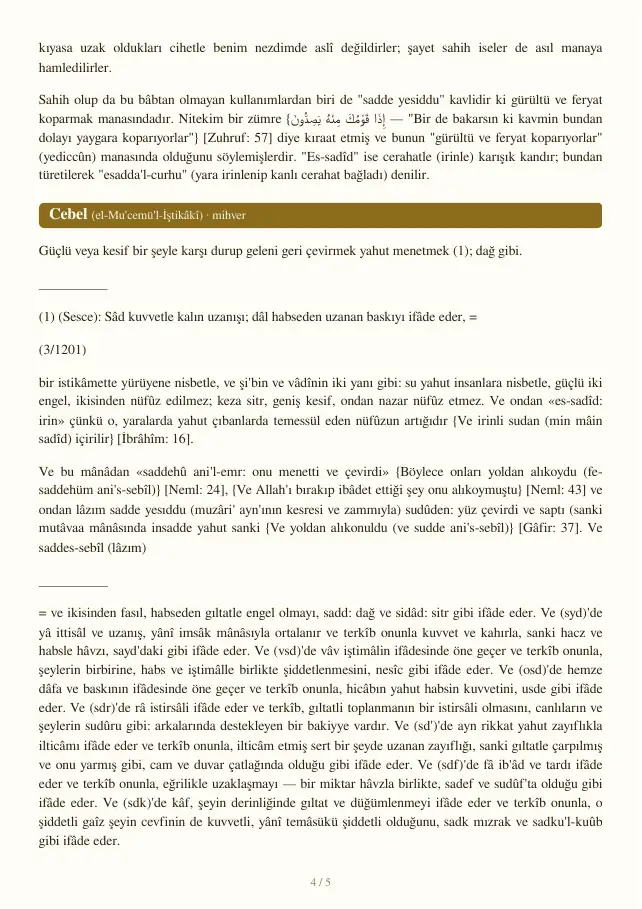 kıyasa uzak oldukları cihetle benim nezdimde aslî değildirler; şayet sahih iseler de asıl manaya
hamledilirler.
Sahih olup da bu bâbtan olmayan kullanımlardan biri de "sadde yesiddu" kavlidir ki gürültü ve feryat
koparmak manasındadır. Nitekim bir zümre {إِذَا قَوْمُكَ مِنْهُ يَصِدُّونَ — "Bir de bakarsın ki kavmin bundan
dolayı yaygara koparıyorlar"} [Zuhruf: 57] diye kıraat etmiş ve bunun "gürültü ve feryat koparıyorlar"
(yediccûn) manasında olduğunu söylemişlerdir. "Es-sadîd" ise cerahatle (irinle) karışık kandır; bundan
türetilerek "esadda'l-curhu" (yara irinlenip kanlı cerahat bağladı) denilir.
Cebel (el-Mu'cemü'l-İştikâkî) · mihver
Güçlü veya kesif bir şeyle karşı durup geleni geri çevirmek yahut menetmek (1); dağ gibi.
(1) (Sesce): Sâd kuvvetle kalın uzanışı; dâl habseden uzanan baskıyı ifâde eder, =
(3/1201)
bir istikâmette yürüyene nisbetle, ve şi'bin ve vâdînin iki yanı gibi: su yahut insanlara nisbetle, güçlü iki
engel, ikisinden nüfûz edilmez; keza sitr, geniş kesif, ondan nazar nüfûz etmez. Ve ondan «es-sadîd:
irin» çünkü o, yaralarda yahut çıbanlarda temessül eden nüfûzun artığıdır {Ve irinli sudan (min mâin
sadîd) içirilir} [İbrâhîm: 16].
Ve bu mânâdan «saddehû ani'l-emr: onu menetti ve çevirdi» {Böylece onları yoldan alıkoydu (fe-
saddehüm ani's-sebîl)} [Neml: 24], {Ve Allah'ı bırakıp ibâdet ettiği şey onu alıkoymuştu} [Neml: 43] ve
ondan lâzım sadde yesıddu (muzâri' ayn'ının kesresi ve zammıyla) sudûden: yüz çevirdi ve saptı (sanki
mutâvaa mânâsında insadde yahut sanki {Ve yoldan alıkonuldu (ve sudde ani's-sebîl)} [Gâfir: 37]. Ve
saddes-sebîl (lâzım)
= ve ikisinden fasıl, habseden gıltatle engel olmayı, sadd: dağ ve sidâd: sitr gibi ifâde eder. Ve (syd)'de
yâ ittisâl ve uzanış, yânî imsâk mânâsıyla ortalanır ve terkîb onunla kuvvet ve kahırla, sanki hacz ve
habsle hâvzı, sayd'daki gibi ifâde eder. Ve (vsd)'de vâv iştimâlin ifâdesinde öne geçer ve terkîb onunla,
şeylerin birbirine, habs ve iştimâlle birlikte şiddetlenmesini, nesîc gibi ifâde eder. Ve (osd)'de hemze
dâfa ve baskının ifâdesinde öne geçer ve terkîb onunla, hicâbın yahut habsin kuvvetini, usde gibi ifâde
eder. Ve (sdr)'de râ istirsâli ifâde eder ve terkîb, gıltatli toplanmanın bir istirsâli olmasını, canlıların ve
şeylerin sudûru gibi: arkalarında destekleyen bir bakiyye vardır. Ve (sd')'de ayn rikkat yahut zayıflıkla
ilticâmı ifâde eder ve terkîb onunla, ilticâm etmiş sert bir şeyde uzanan zayıflığı, sanki gıltatle çarpılmış
ve onu yarmış gibi, cam ve duvar çatlağında olduğu gibi ifâde eder. Ve (sdf)'de fâ ib'âd ve tardı ifâde
eder ve terkîb onunla, eğrilikle uzaklaşmayı — bir miktar hâvzla birlikte, sadef ve sudûf'ta olduğu gibi
ifâde eder. Ve (sdk)'de kâf, şeyin derinliğinde gıltat ve düğümlenmeyi ifâde eder ve terkîb onunla, o
şiddetli gaîz şeyin cevfinin de kuvvetli, yânî temâsükü şiddetli olduğunu, sadk mızrak ve sadku'l-kuûb
gibi ifâde eder.
4 / 5